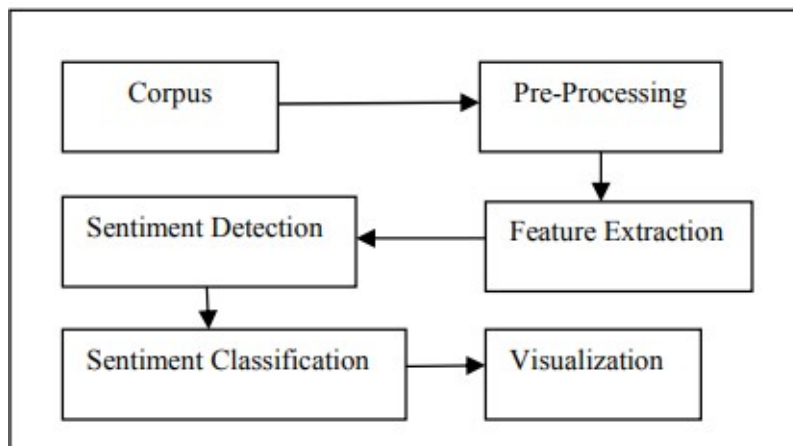 Corpus
Pre-Processing
Feature Extraction
Sentiment Detection
Sentiment Classification
Visualization